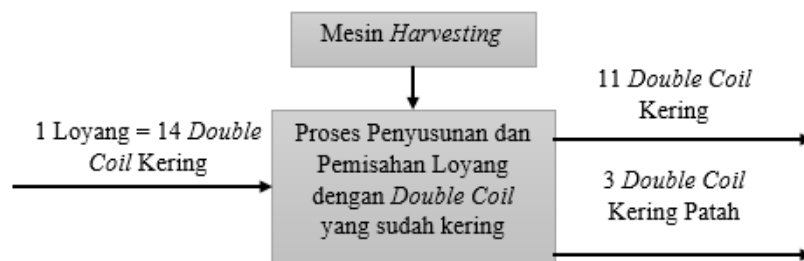 Mesin Harvesting
1 Loyang = 14 Double
Coil Kering
Proses Penyusunan dan
Pemisahan Loyang
dengan Double Coil
yang sudah kering
11 Double Coil
Kering
3 Double Coil
Kering Patah